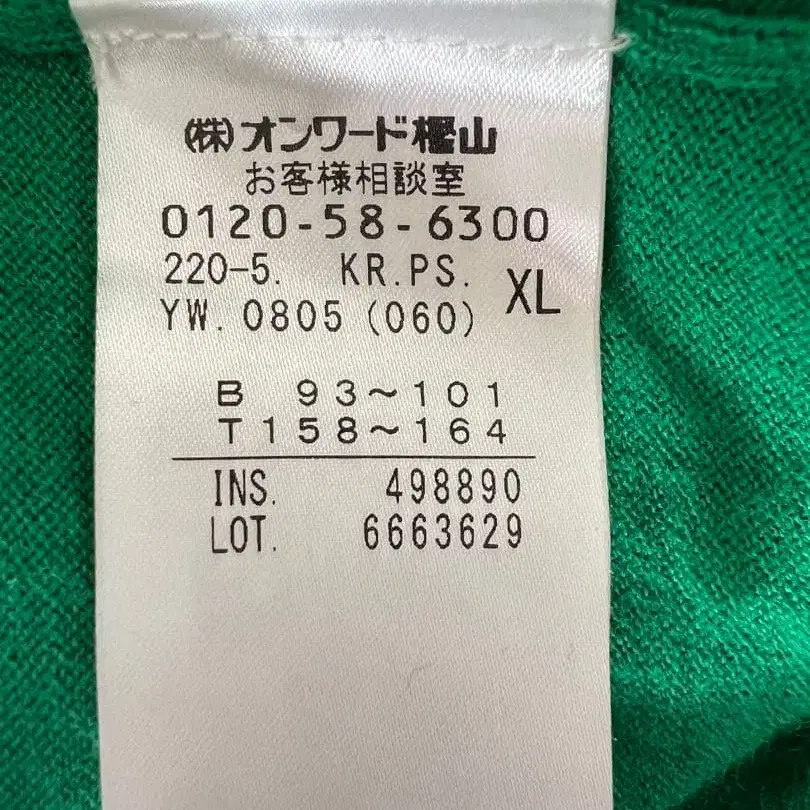 (株)オンワード樫山
お客様相談室
0120-58-6300
220-5. KR.PS. XL
YW. 0805 (060)
B 93~101
T158~164
INS. 498890
LOT. 6663629